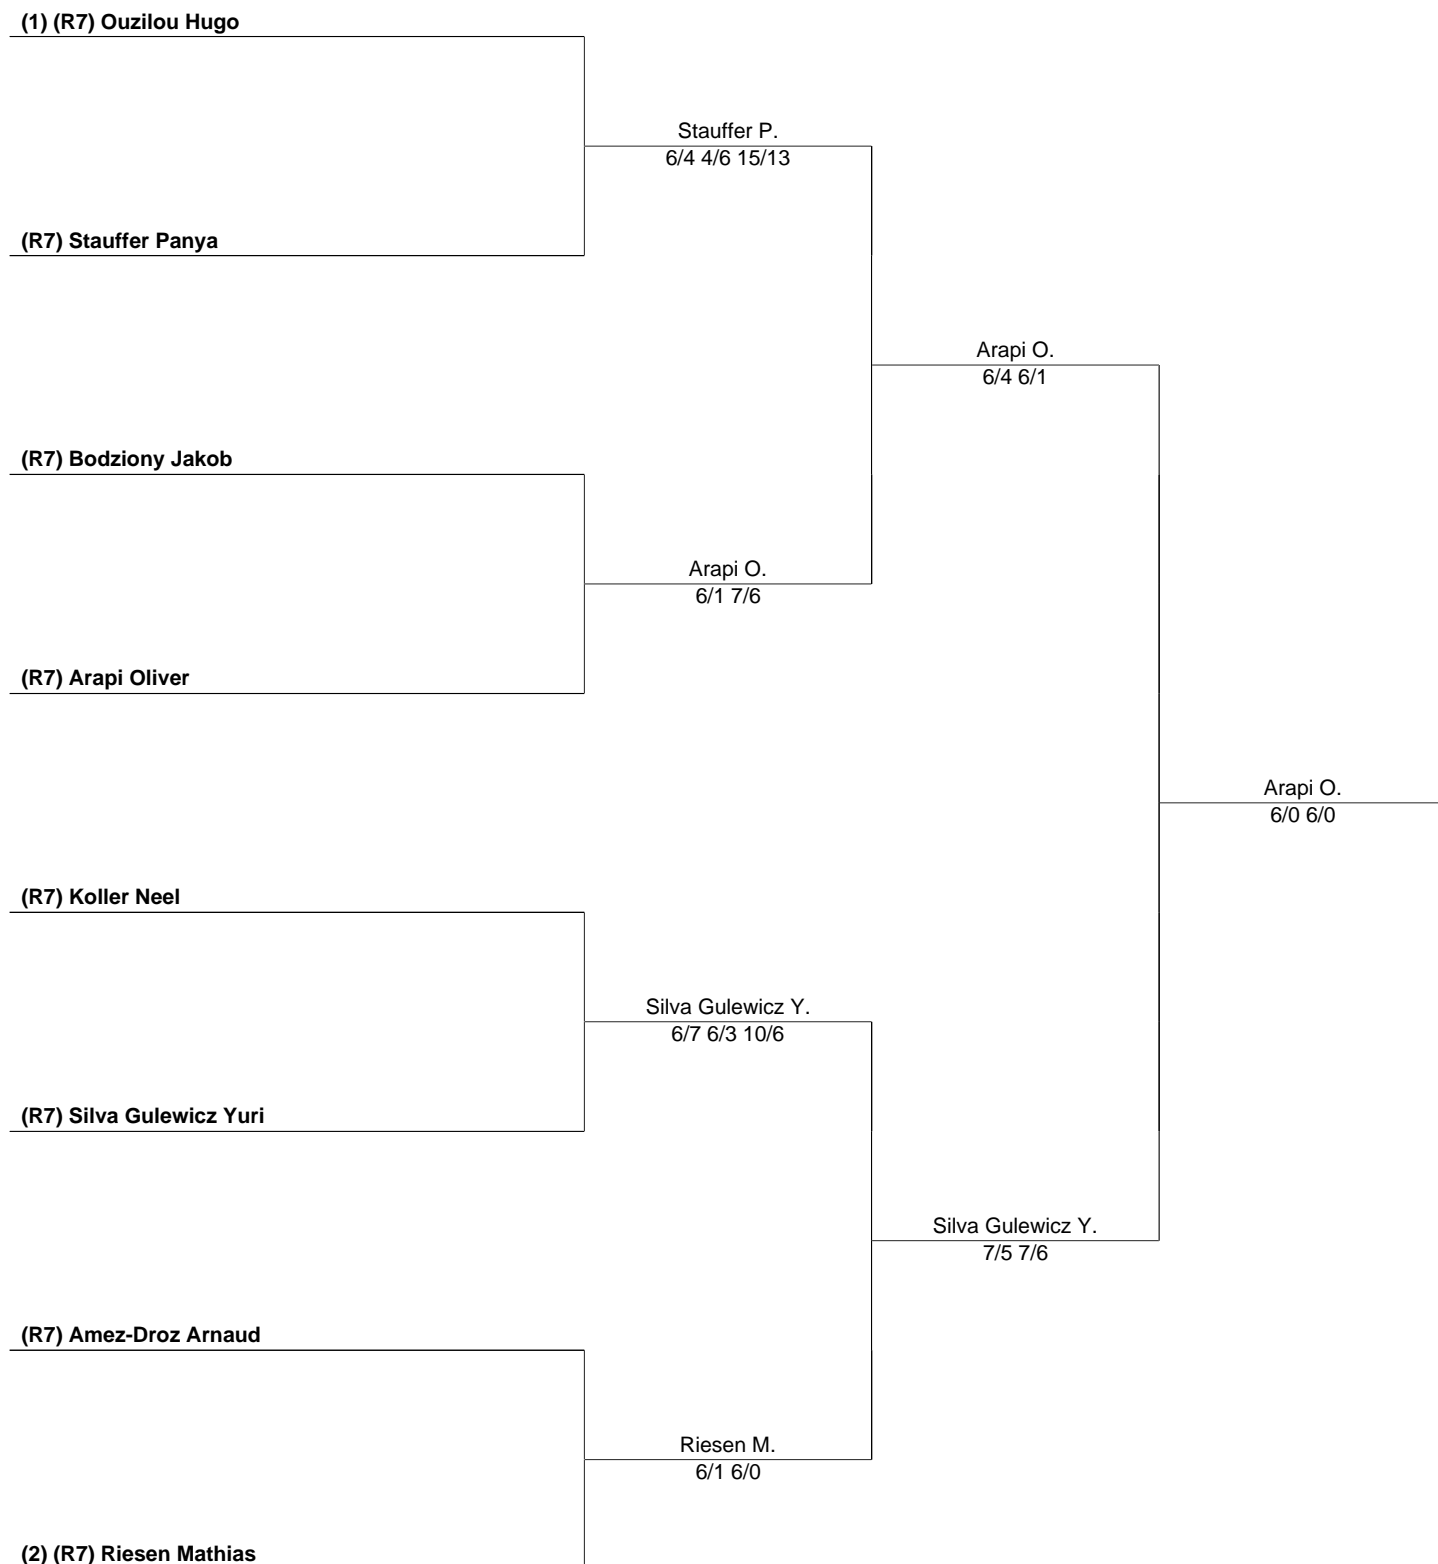 (1) (R7) Ouzilou Hugo
Stauffer P.
6/4 4/6 15/13
(R7) Stauffer Panya
Arapi O.
6/4 6/1
(R7) Bodziony Jakob
Arapi O.
6/1 7/6
(R7) Arapi Oliver
Arapi O.
6/0 6/0
(R7) Koller Neel
Silva Gulewicz Y.
6/7 6/3 10/6
(R7) Silva Gulewicz Yuri
Silva Gulewicz Y.
7/5 7/6
(R7) Amez-Droz Arnaud
Riesen M.
6/1 6/0
(2) (R7) Riesen Mathias